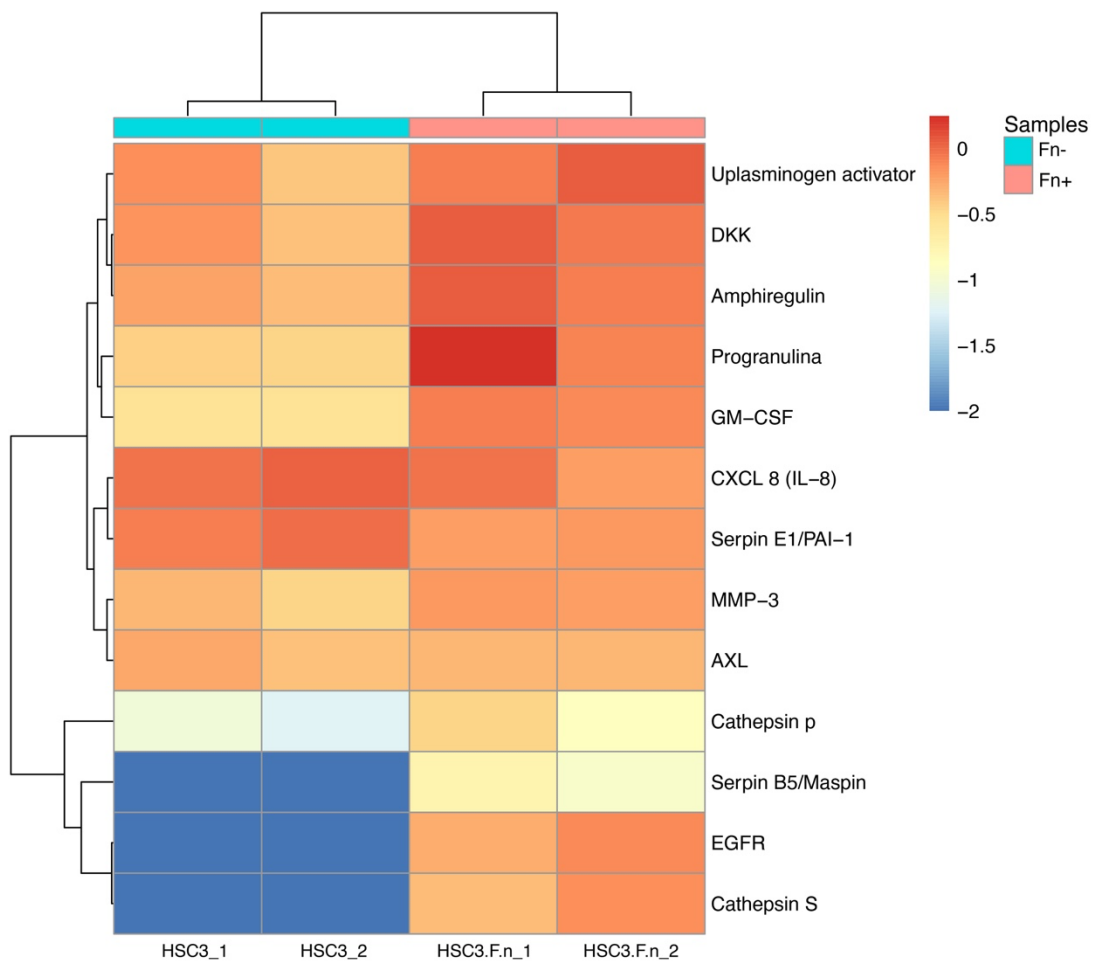 Samples
Fn-
Fn+
0
−0.5
−1
−1.5
−2
Uplasminogen activator
DKK
Amphiregulin
Progranulina
GM−CSF
CXCL 8 (IL−8)
Serpin E1/PAI−1
MMP−3
AXL
Cathepsin p
Serpin B5/Maspin
EGFR
Cathepsin S
HSC3_1 HSC3_2 HSC3.F.n_1 HSC3.F.n_2